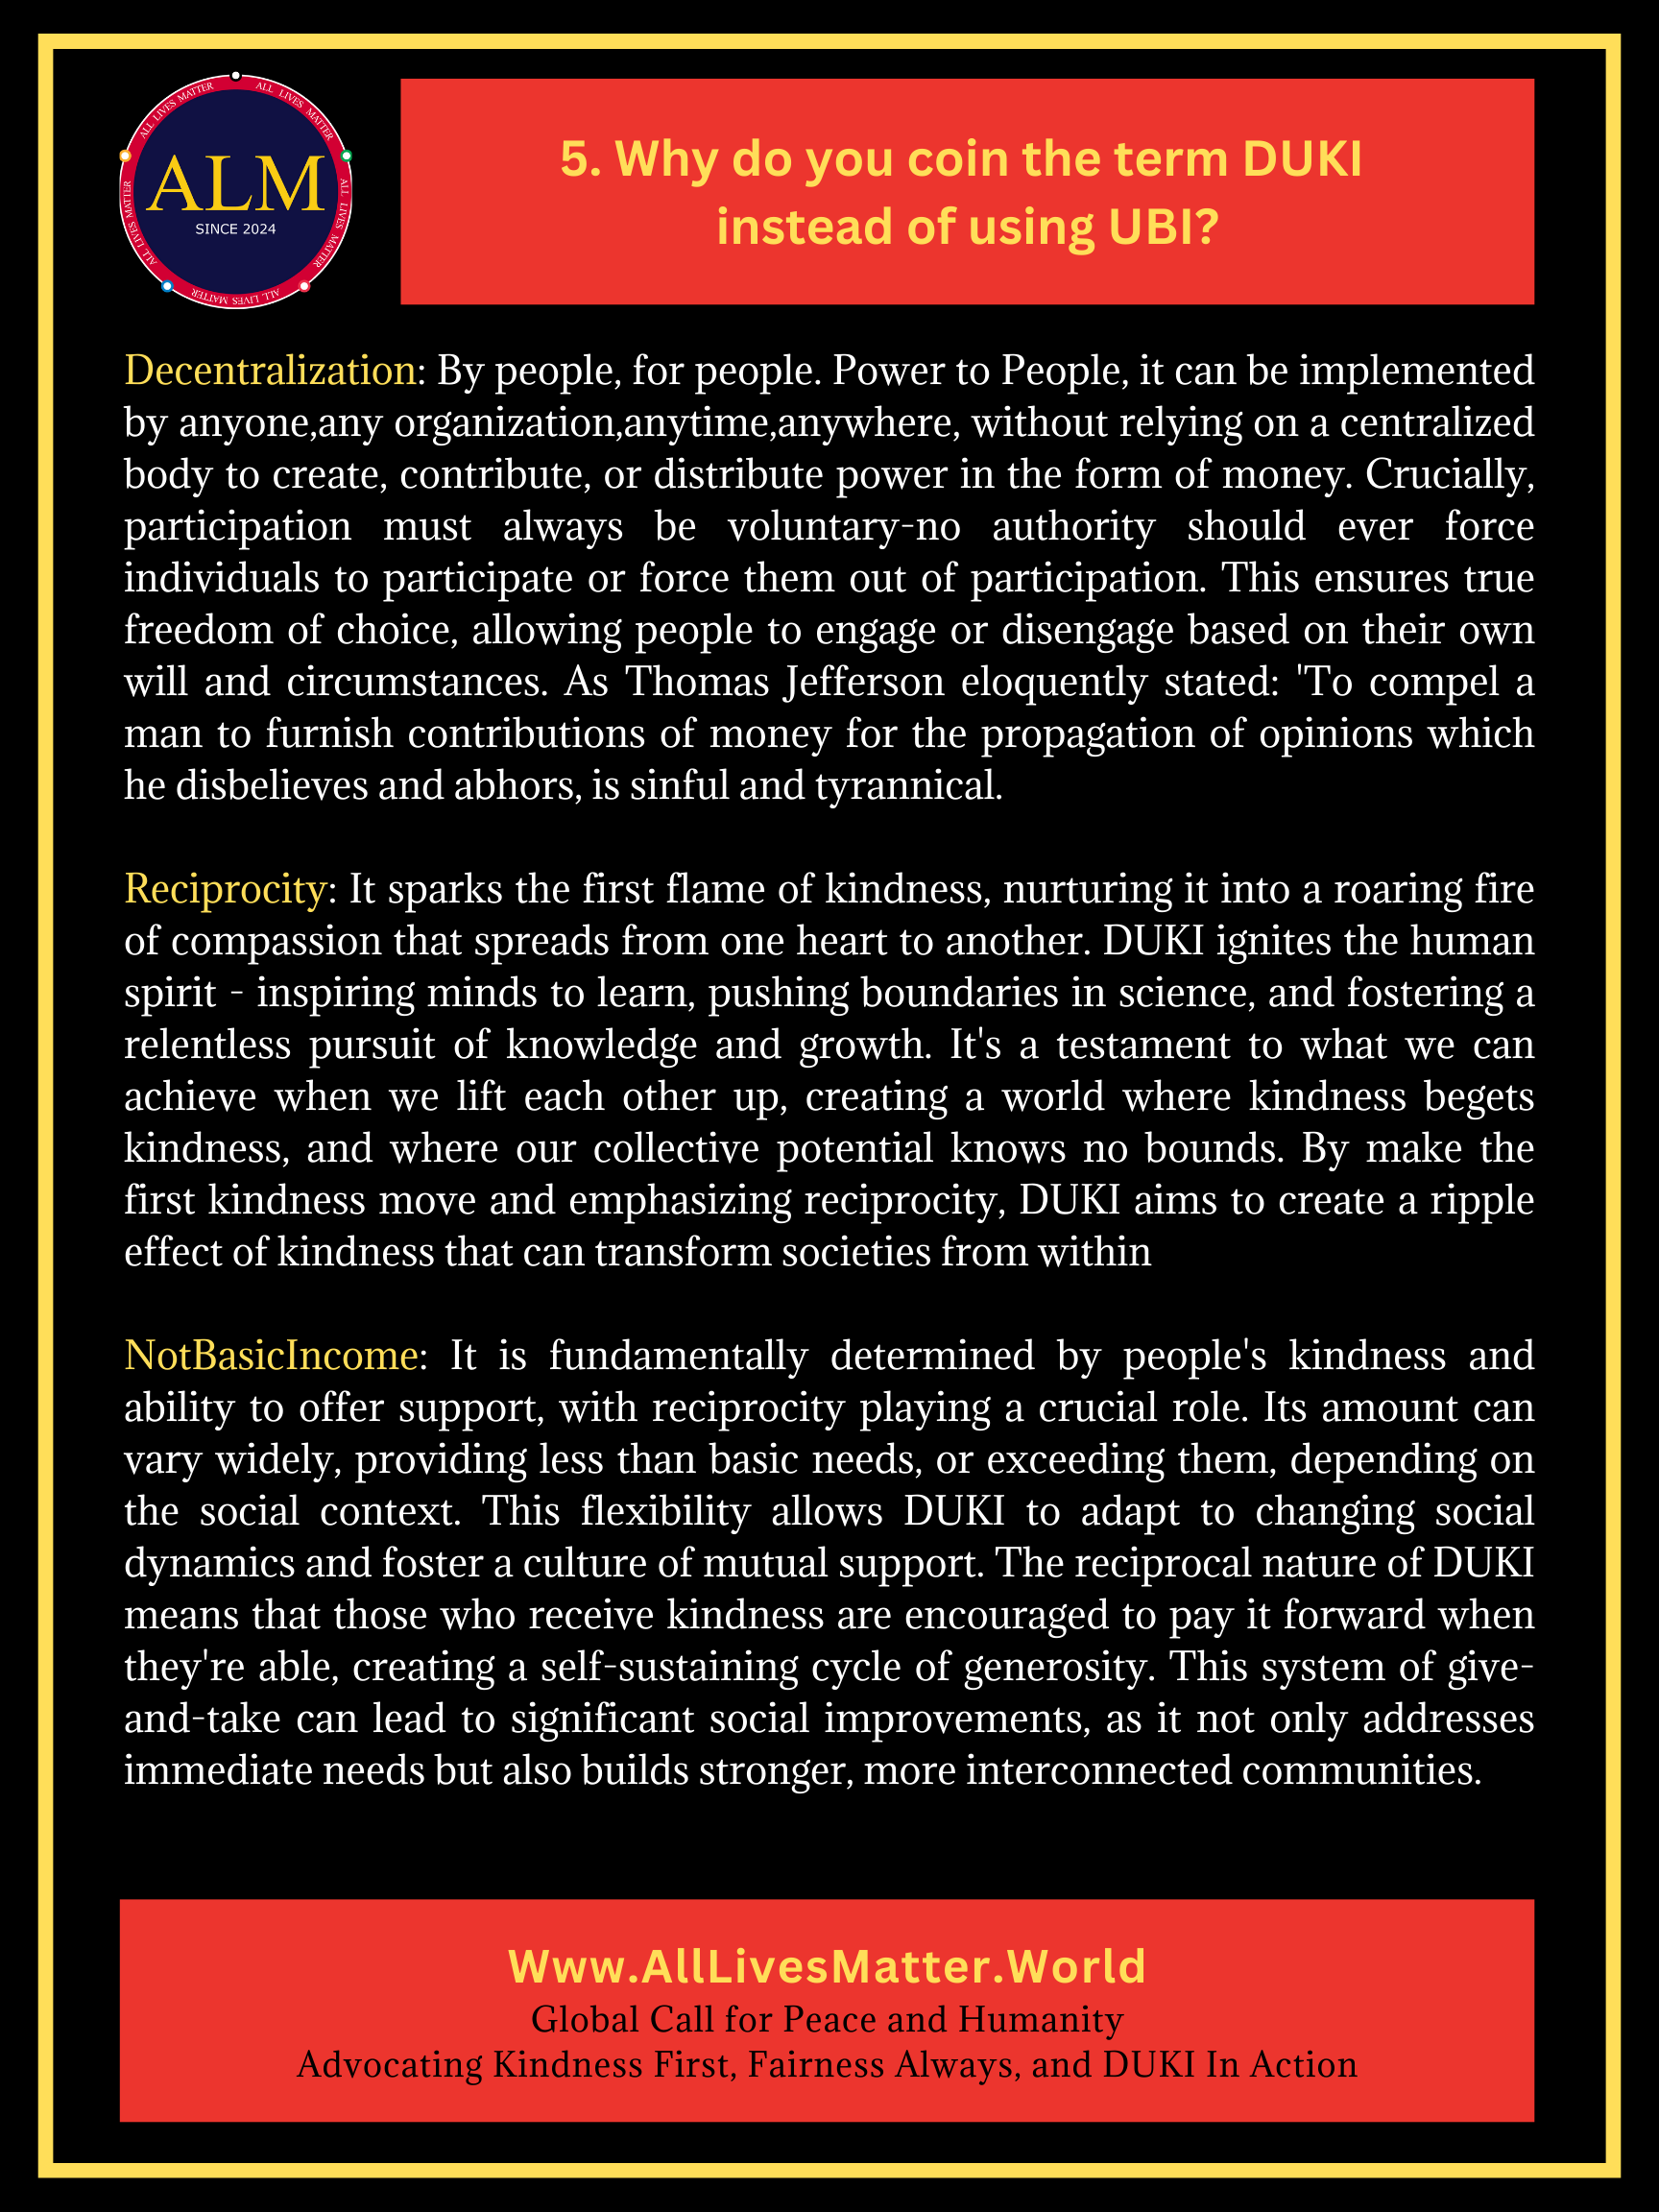 ALL LIVES MATTER
ALL LIVES MATTER
ALL LIVES MATTER
ALL LIVES MATTER
ALL LIVES MATTER
ALM
SINCE 2024
5. Why do you coin the term DUKI
instead of using UBI?
Decentralization: By people, for people. Power to People, it can be implemented
by anyone,any organization,anytime,anywhere, without relying on a centralized
body to create, contribute, or distribute power in the form of money. Crucially,
participation must always be voluntary-no authority should ever force
individuals to participate or force them out of participation. This ensures true
freedom of choice, allowing people to engage or disengage based on their own
will and circumstances. As Thomas Jefferson eloquently stated: 'To compel a
man to furnish contributions of money for the propagation of opinions which
he disbelieves and abhors, is sinful and tyrannical.
Reciprocity: It sparks the first flame of kindness, nurturing it into a roaring fire
of compassion that spreads from one heart to another. DUKI ignites the human
spirit - inspiring minds to learn, pushing boundaries in science, and fostering a
relentless pursuit of knowledge and growth. It's a testament to what we can
achieve when we lift each other up, creating a world where kindness begets
kindness, and where our collective potential knows no bounds. By make the
first kindness move and emphasizing reciprocity, DUKI aims to create a ripple
effect of kindness that can transform societies from within
NotBasicIncome: It is fundamentally determined by people's kindness and
ability to offer support, with reciprocity playing a crucial role. Its amount can
vary widely, providing less than basic needs, or exceeding them, depending on
the social context. This flexibility allows DUKI to adapt to changing social
dynamics and foster a culture of mutual support. The reciprocal nature of DUKI
means that those who receive kindness are encouraged to pay it forward when
they're able, creating a self-sustaining cycle of generosity. This system of give-
and-take can lead to significant social improvements, as it not only addresses
immediate needs but also builds stronger, more interconnected communities.
Www.AllLivesMatter.World
Global Call for Peace and Humanity
Advocating Kindness First, Fairness Always, and DUKI In Action